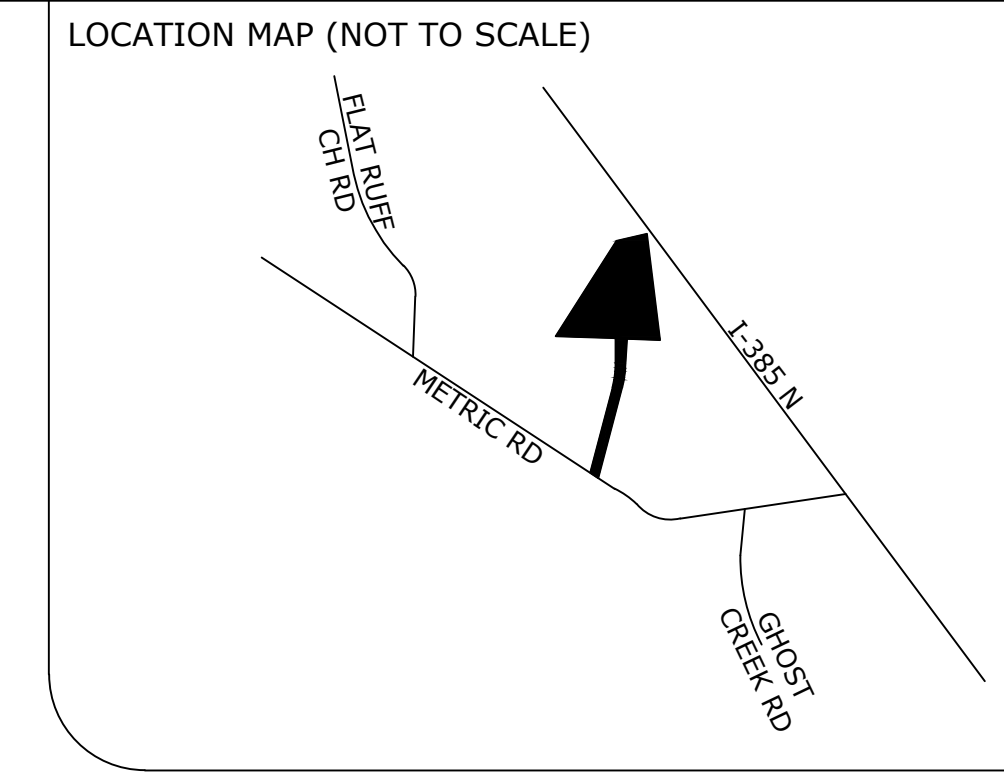 LOCATION MAP (NOT TO SCALE)
FLAT RUFF
CH RD
I-385 N
METRIC RD
GHOST
CREEK RD